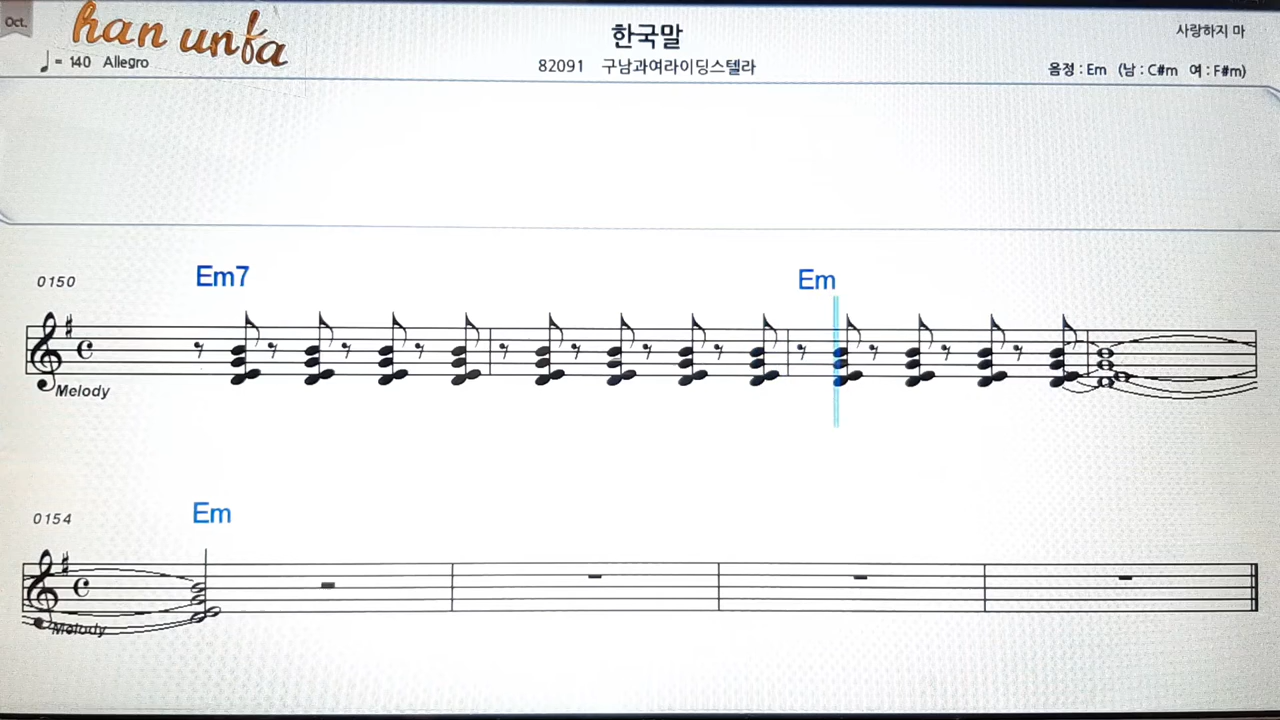 Oct.
han unfa
한국말
사랑하지 마
♩ = 140 Allegro
82091 구남과여라이딩스텔라
음정 : Em (남 : C#m 여 : F#m)
0150
Em7
Em
Melody
0154
Em
Melody